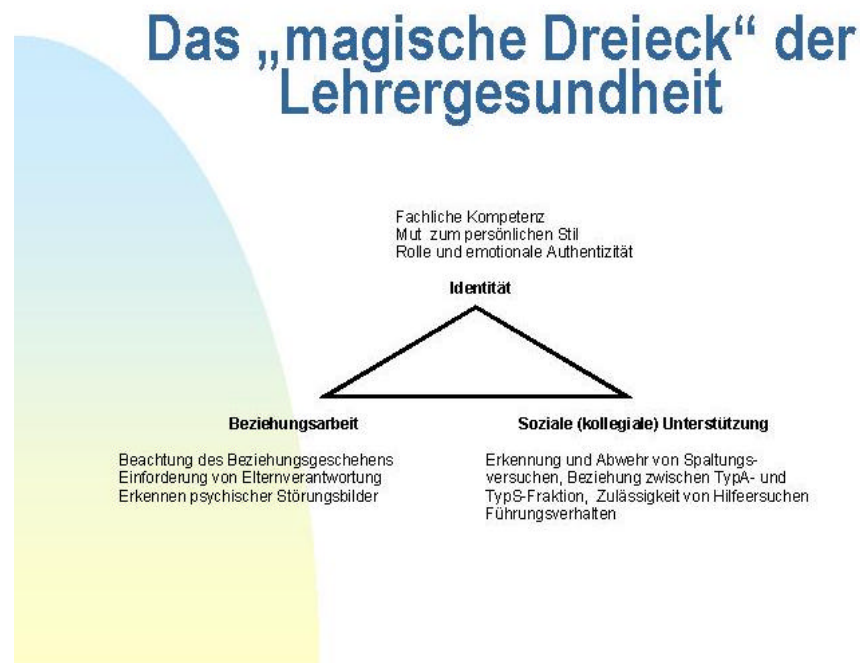 Das „magische Dreieck“ der
Lehrergesundheit
Fachliche Kompetenz
Mut zum persönlichen Stil
Rolle und emotionale Authentizität
Identität
Beziehungsarbeit
Beachtung des Beziehungsgeschehens
Einforderung von Elternverantwortung
Erkennen psychischer Störungsbilder
Soziale (kollegiale) Unterstützung
Erkennung und Abwehr von Spaltungs-
versuchen, Beziehung zwischen TypA- und
TypS-Fraktion, Zulässigkeit von Hilfeersuchen
Führungsverhalten